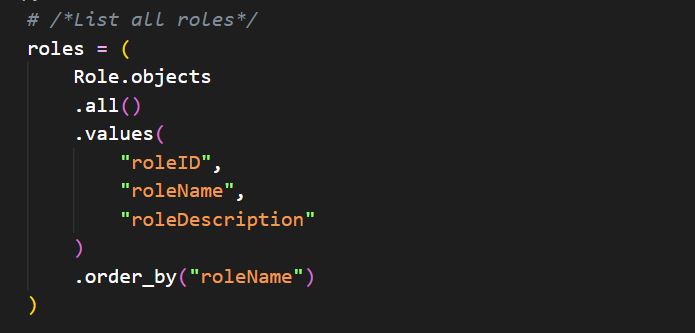 # /*List all roles*/
roles = (
    Role.objects
    .all()
    .values(
        "roleID",
        "roleName",
        "roleDescription"
    )
    .order_by("roleName")
)